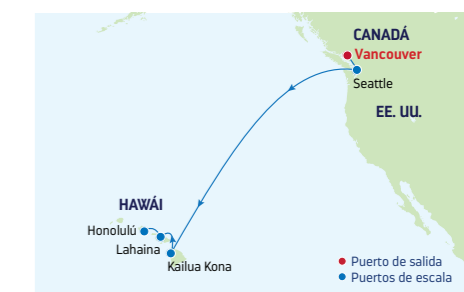 CANADÁ
Vancouver
Seattle
EE. UU.
HAWÁI
Honolulú
Lahaina
Kailua Kona
Puerto de salida
Puertos de escala